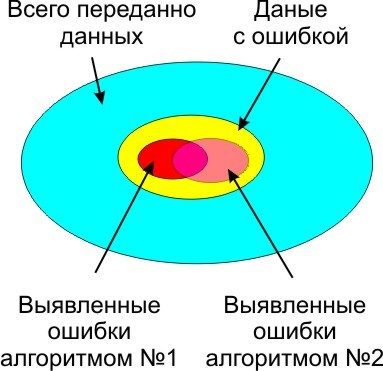 Всего переданно
данных
Даные
с ошибкой
Выявленные
ошибки
алгоритмом №1
Выявленные
ошибки
алгоритмом №2